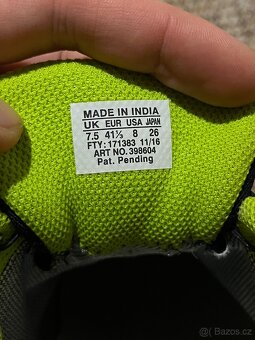 MADE IN INDIA
UK EUR USA JAPAN
7.5 41⅓ 8 26
FTY: 171383 11/16
ART NO. 398604
Pat. Pending
Bazos.cz